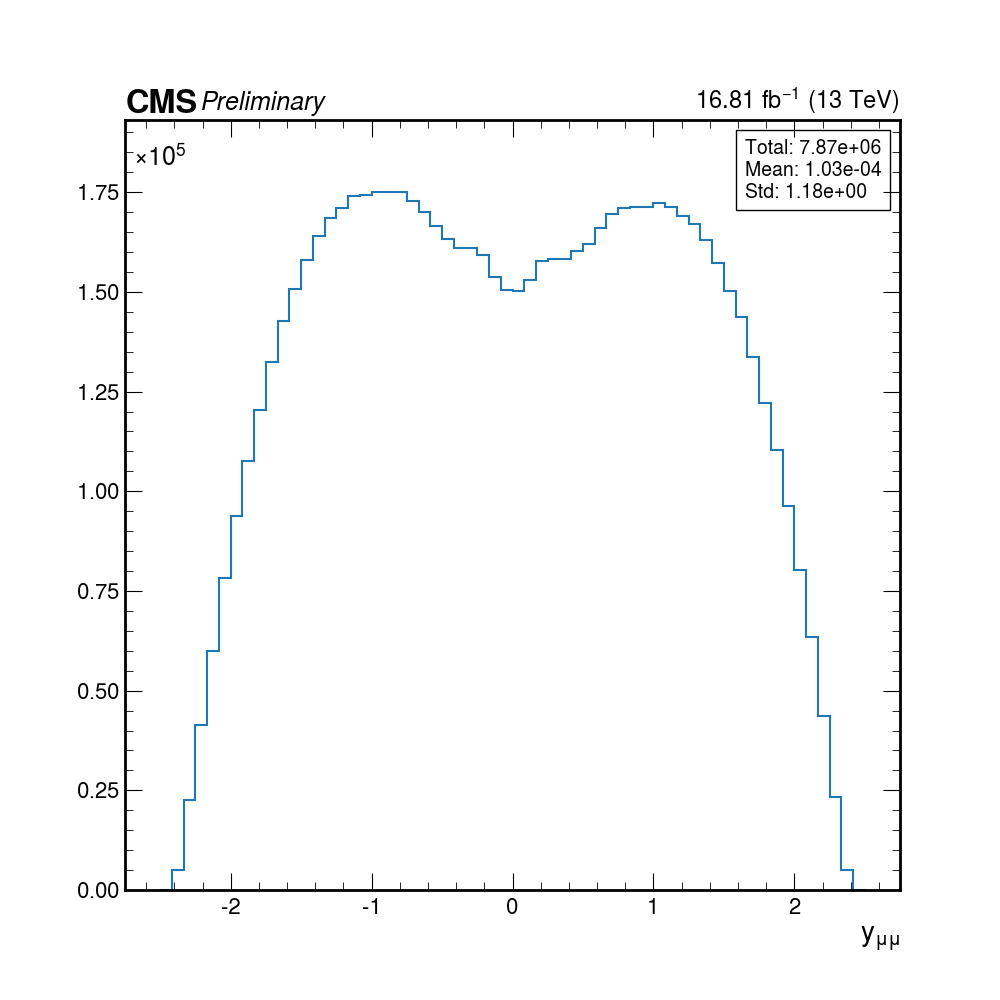 CMS Preliminary
16.81 fb⁻¹ (13 TeV)
×10⁵
Total: 7.87e+06
Mean: 1.03e-04
Std: 1.18e+00
1.75
1.50
1.25
1.00
0.75
0.50
0.25
0.00
-2 -1 0 1 2
yμμ